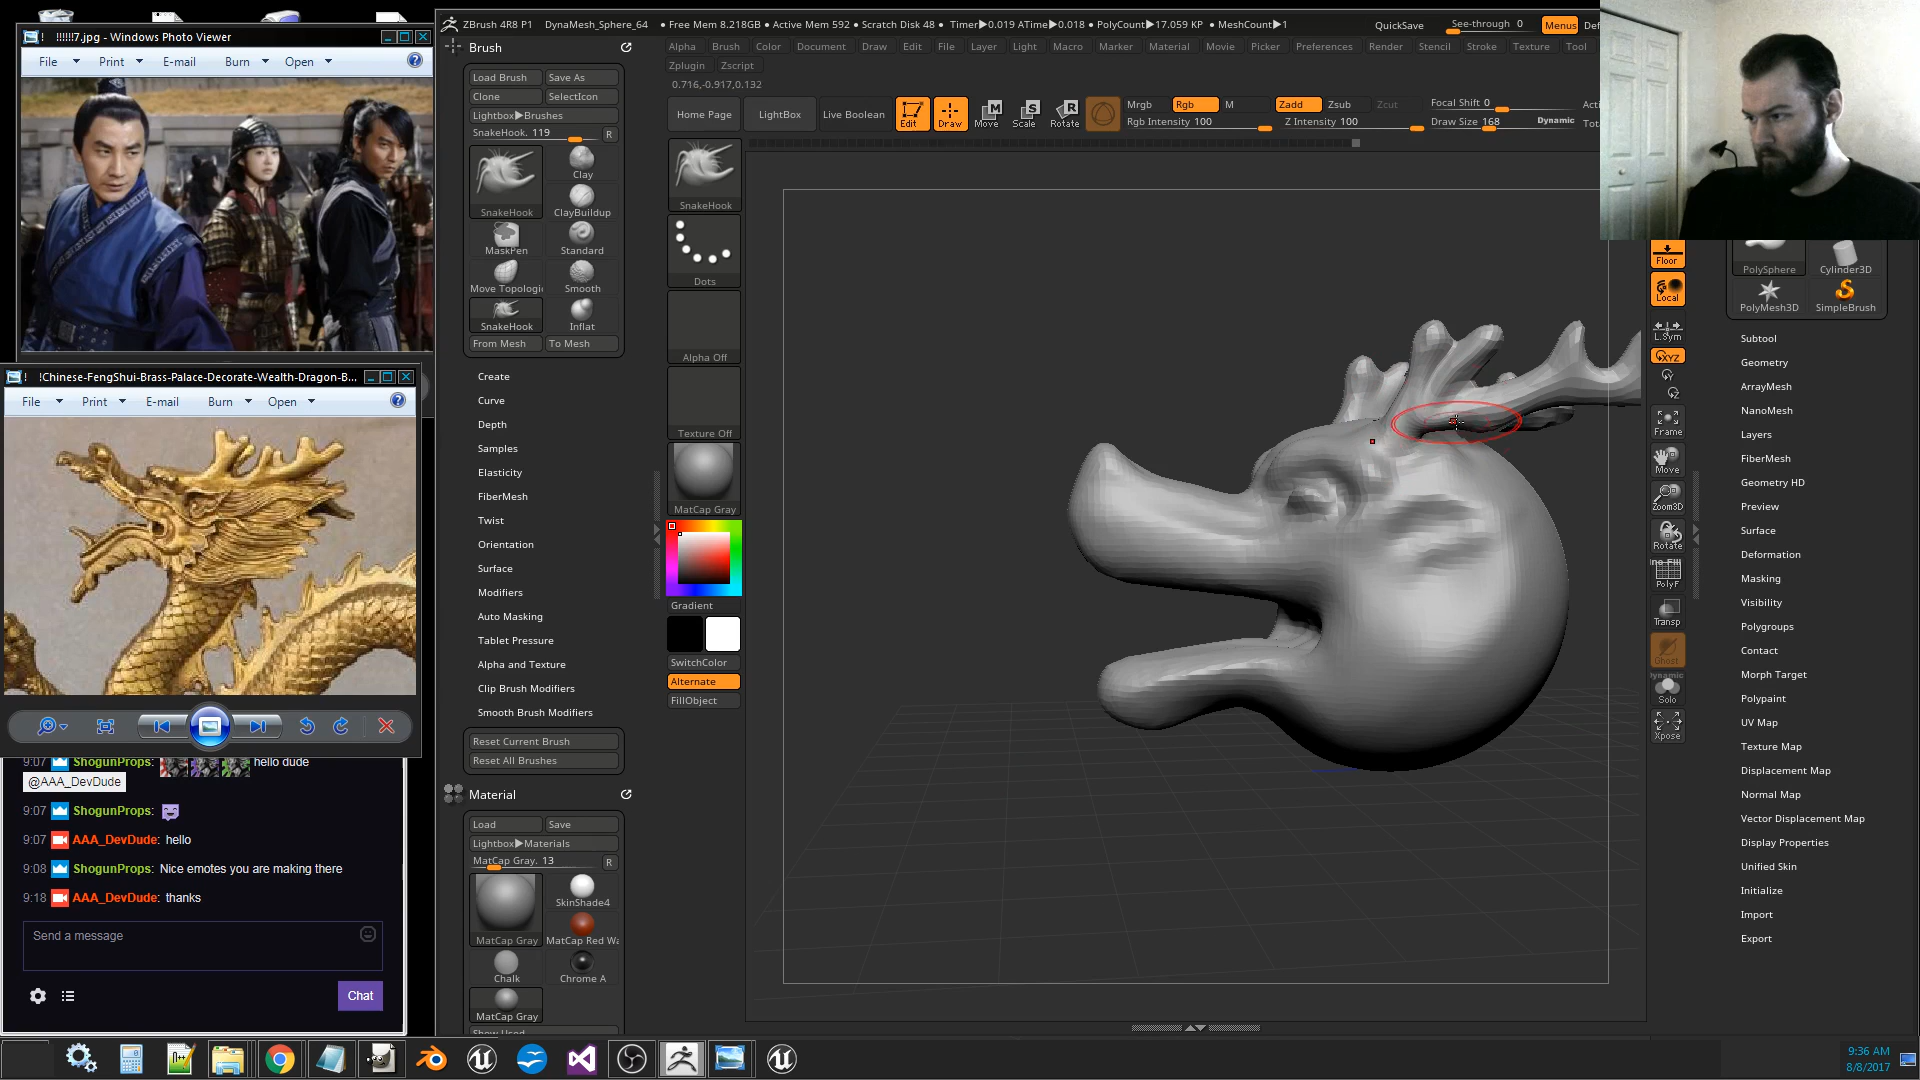 !!!!!!7.jpg - Windows Photo Viewer
File Print E-mail Burn Open
!Chinese-FengShui-Brass-Palace-Decorate-Wealth-Dragon-B...
File Print E-mail Burn Open
9:07 ShogunProps: hello dude
@AAA_DevDude
9:07 ShogunProps:
9:07 AAA_DevDude: hello
9:08 ShogunProps: Nice emotes you are making there
9:18 AAA_DevDude: thanks
Send a message
Chat
ZBrush 4R8 P1 DynaMesh_Sphere_64 • Free Mem 8.218GB • Active Mem 592 • Scratch Disk 48 • Timer▶0.019 ATime▶0.018 • PolyCount▶17.059 KP • MeshCount▶1
QuickSave See-through 0 Menus
Brush
Alpha Brush Color Document Draw Edit File Layer Light Macro Marker Material Movie Picker Preferences Render Stencil Stroke Texture Tool
Zplugin Zscript
0.716,-0.917,0.132
Load Brush Save As
Clone SelectIcon
Lightbox▶Brushes
SnakeHook. 119 R
SnakeHook
Clay
ClayBuildup
MaskPen Standard
Smooth
SnakeHook Inflat
From Mesh To Mesh
Create
Curve
Depth
Samples
Elasticity
FiberMesh
Twist
Orientation
Surface
Modifiers
Auto Masking
Tablet Pressure
Alpha and Texture
Clip Brush Modifiers
Smooth Brush Modifiers
Reset Current Brush
Reset All Brushes
Material
Load Save
Lightbox▶Materials
MatCap Gray. 13 R
MatCap Gray
SkinShade4
MatCap Red Wa
Chalk Chrome A
MatCap Gray
Show Used
Home Page LightBox Live Boolean Edit Draw Move Scale Rotate
Mrgb Rgb M
Rgb Intensity 100
Zadd Zsub Zcut
Z Intensity 100
Focal Shift 0
Draw Size 168 Dynamic
SnakeHook
Dots
Alpha Off
Texture Off
MatCap Gray
Gradient
SwitchColor
Alternate
FillObject
Floor
Local
L.Sym
XYZ
Frame
Move
Zoom3D
Rotate
PolyF
Transp
Ghost
Dynamic
Solo
Xpose
PolySphere Cylinder3D
PolyMesh3D SimpleBrush
Subtool
Geometry
ArrayMesh
NanoMesh
Layers
FiberMesh
Geometry HD
Preview
Surface
Deformation
Masking
Visibility
Polygroups
Contact
Morph Target
Polypaint
UV Map
Texture Map
Displacement Map
Normal Map
Vector Displacement Map
Display Properties
Unified Skin
Initialize
Import
Export
9:36 AM
8/8/2017